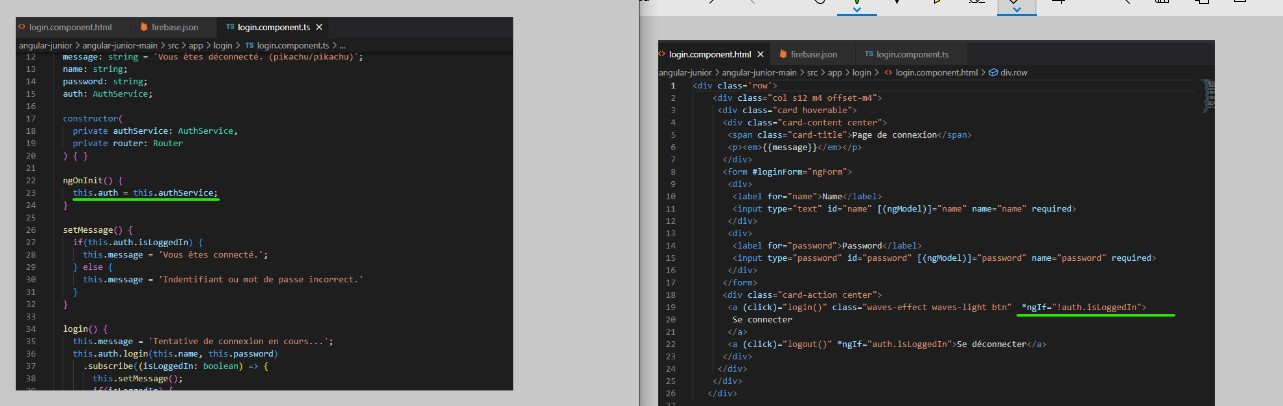 login.component.html firebase.json TS login.component.ts ×
angular-junior > angular-junior-main > src > app > login > TS login.component.ts > ...
12 message: string = 'Vous êtes déconnecté. (pikachu/pikachu)';
13 name: string;
14 password: string;
15 auth: AuthService;
16
17 constructor(
18 private authService: AuthService,
19 private router: Router
20 ) { }
21
22 ngOnInit() {
23 this.auth = this.authService;
24 }
25
26 setMessage() {
27 if(this.auth.isLoggedIn) {
28 this.message = 'Vous êtes connecté.';
29 } else {
30 this.message = 'Indentifiant ou mot de passe incorrect.'
31 }
32 }
33
34 login() {
35 this.message = 'Tentative de connexion en cours...';
36 this.auth.login(this.name, this.password)
37 .subscribe((isLoggedIn: boolean) => {
38 this.setMessage();
39 if(isLoggedIn) {
login.component.html × firebase.json TS login.component.ts
angular-junior > angular-junior-main > src > app > login > <> login.component.html > div.row
1 <div class='row'>
2 <div class="col s12 m4 offset-m4">
3 <div class="card hoverable">
4 <div class="card-content center">
5 <span class="card-title">Page de connexion</span>
6 <p><em>{{message}}</em></p>
7 </div>
8 <form #loginForm="ngForm">
9 <div>
10 <label for="name">Name</label>
11 <input type="text" id="name" [(ngModel)]="name" name="name" required>
12 </div>
13 <div>
14 <label for="password">Password</label>
15 <input type="password" id="password" [(ngModel)]="password" name="password" required>
16 </div>
17 </form>
18 <div class="card-action center">
19 <a (click)="login()" class="waves-effect waves-light btn" *ngIf="!auth.isLoggedIn">
20 Se connecter
21 </a>
22 <a (click)="logout()" *ngIf="auth.isLoggedIn">Se déconnecter</a>
23 </div>
24 </div>
25 </div>
26 </div>